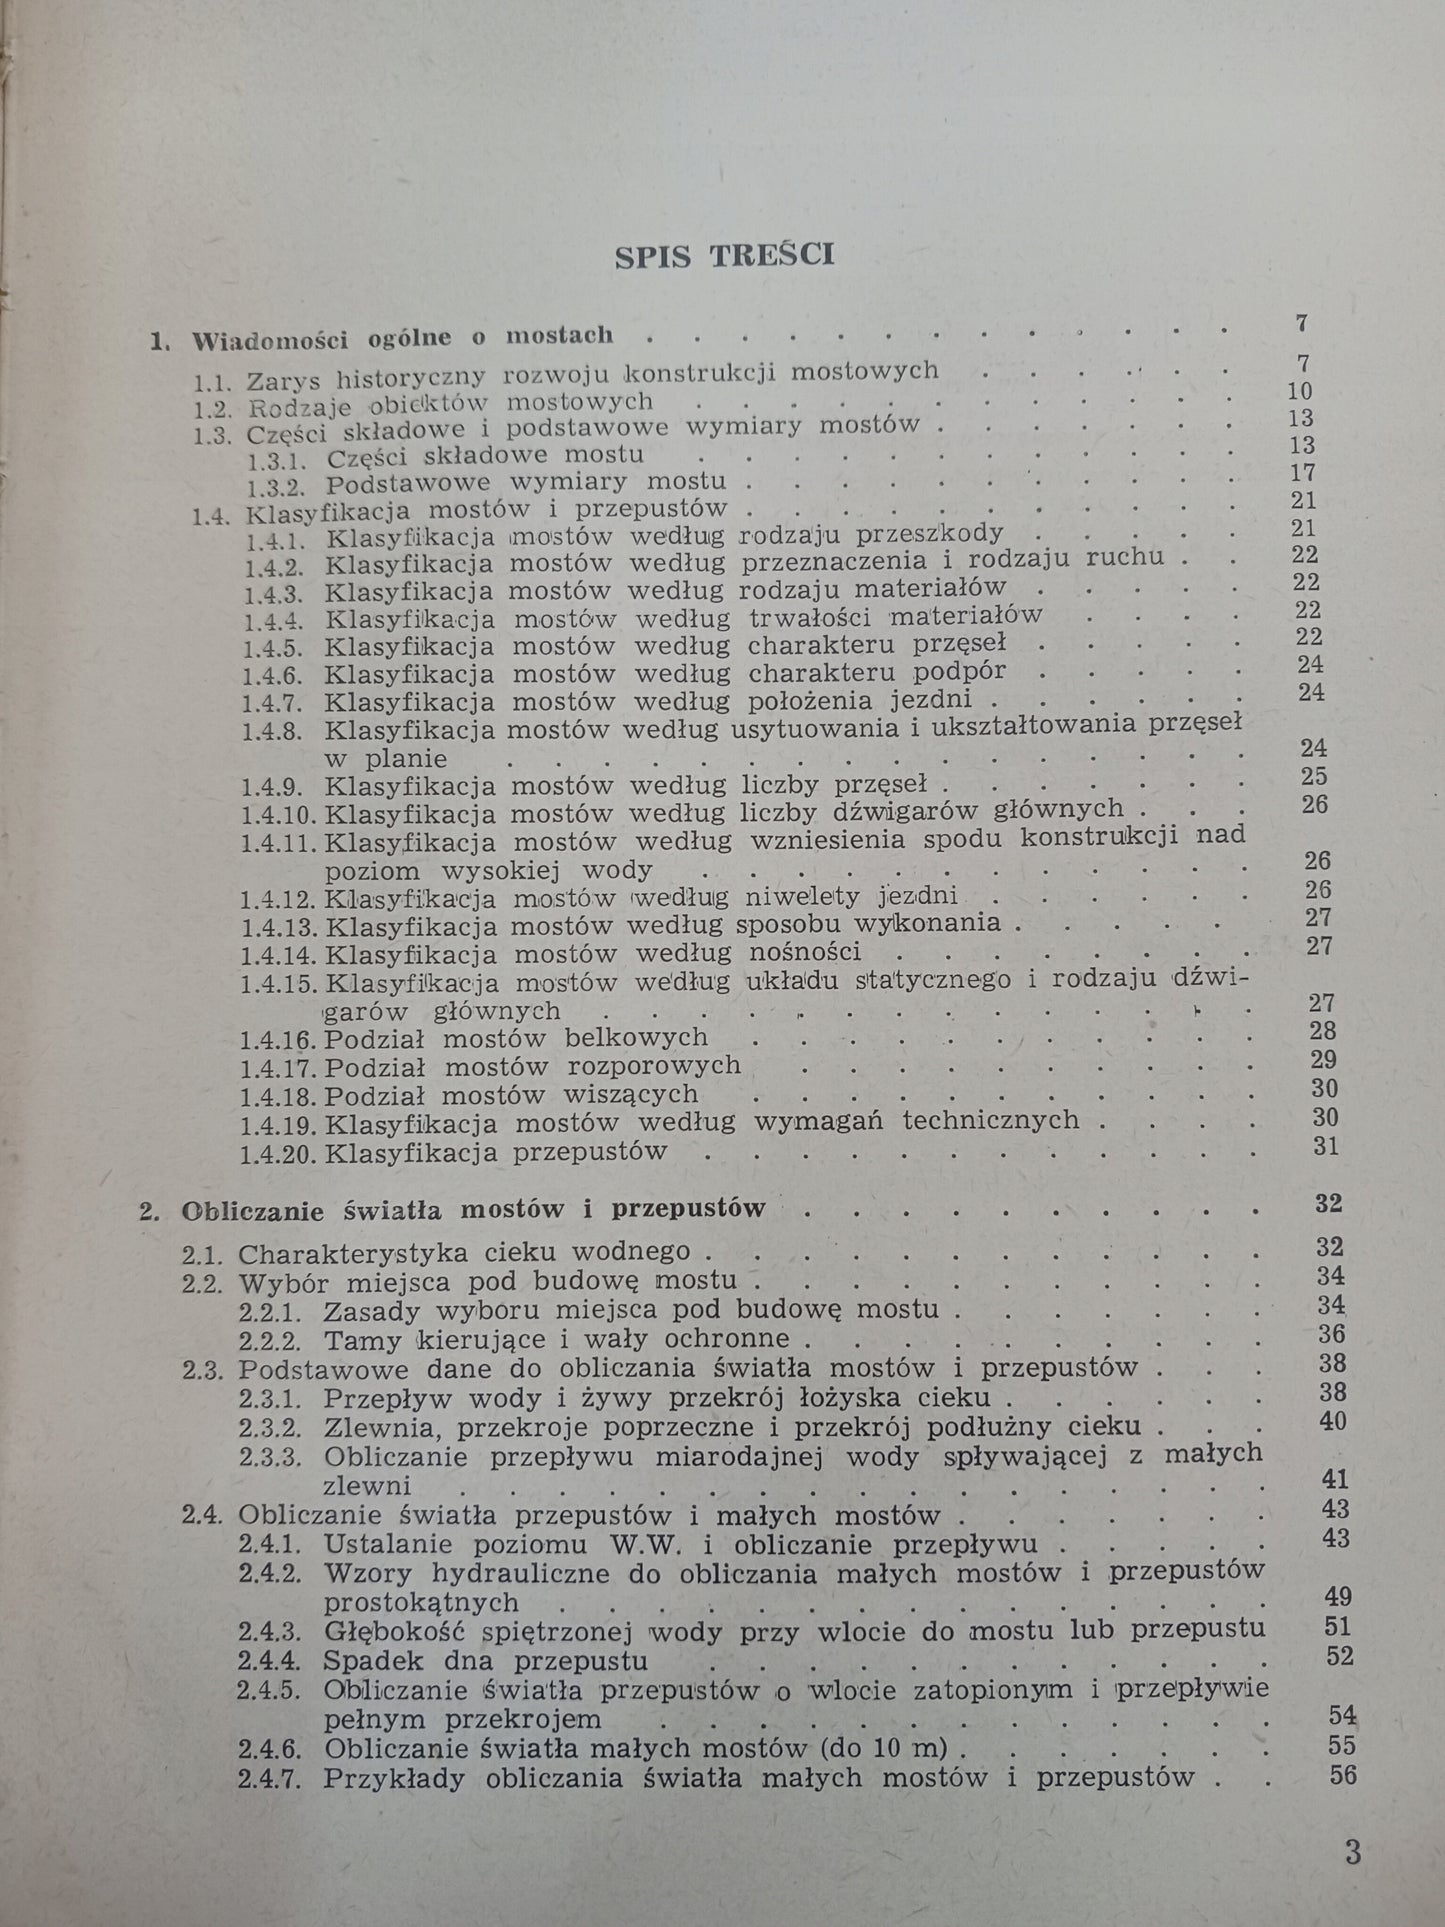 SPIS TREŚCI
1. Wiadomości ogólne o mostach . . . . . . . . . . . . . 7
1.1. Zarys historyczny rozwoju konstrukcji mostowych . . . . . . 7
1.2. Rodzaje obiektów mostowych . . . . . . . . . . . . 10
1.3. Części składowe i podstawowe wymiary mostów . . . . . . . 13
1.3.1. Części składowe mostu . . . . . . . . . . . . 13
1.3.2. Podstawowe wymiary mostu . . . . . . . . . . . 17
1.4. Klasyfikacja mostów i przepustów . . . . . . . . . . . 21
1.4.1. Klasyfikacja mostów według rodzaju przeszkody . . . . . 21
1.4.2. Klasyfikacja mostów według przeznaczenia i rodzaju ruchu . . 22
1.4.3. Klasyfikacja mostów według rodzaju materiałów . . . . . 22
1.4.4. Klasyfikacja mostów według trwałości materiałów . . . . 22
1.4.5. Klasyfikacja mostów według charakteru przęseł . . . . . 22
1.4.6. Klasyfikacja mostów według charakteru podpór . . . . . 24
1.4.7. Klasyfikacja mostów według położenia jezdni . . . . . . 24
1.4.8. Klasyfikacja mostów według usytuowania i ukształtowania przęseł
w planie . . . . . . . . . . . . . . . . 24
1.4.9. Klasyfikacja mostów według liczby przęseł . . . . . . . 25
1.4.10. Klasyfikacja mostów według liczby dźwigarów głównych . . . 26
1.4.11. Klasyfikacja mostów według wzniesienia spodu konstrukcji nad
poziom wysokiej wody . . . . . . . . . . . . 26
1.4.12. Klasyfikacja mostów według niwelety jezdni . . . . . . 26
1.4.13. Klasyfikacja mostów według sposobu wykonania . . . . . 27
1.4.14. Klasyfikacja mostów według nośności . . . . . . . . 27
1.4.15. Klasyfikacja mostów według układu statycznego i rodzaju dźwi-
garów głównych . . . . . . . . . . . . . . 27
1.4.16. Podział mostów belkowych . . . . . . . . . . . 28
1.4.17. Podział mostów rozporowych . . . . . . . . . . 29
1.4.18. Podział mostów wiszących . . . . . . . . . . . 30
1.4.19. Klasyfikacja mostów według wymagań technicznych . . . . 30
1.4.20. Klasyfikacja przepustów . . . . . . . . . . . . 31
2. Obliczanie światła mostów i przepustów . . . . . . . . . . 32
2.1. Charakterystyka cieku wodnego . . . . . . . . . . . . 32
2.2. Wybór miejsca pod budowę mostu . . . . . . . . . . . 34
2.2.1. Zasady wyboru miejsca pod budowę mostu . . . . . . . 34
2.2.2. Tamy kierujące i wały ochronne . . . . . . . . . . 36
2.3. Podstawowe dane do obliczania światła mostów i przepustów . . . 38
2.3.1. Przepływ wody i żywy przekrój łożyska cieku . . . . . . 38
2.3.2. Zlewnia, przekroje poprzeczne i przekrój podłużny cieku . . . 40
2.3.3. Obliczanie przepływu miarodajnej wody spływającej z małych
zlewni . . . . . . . . . . . . . . . . . 41
2.4. Obliczanie światła przepustów i małych mostów . . . . . . . 43
2.4.1. Ustalanie poziomu W.W. i obliczanie przepływu . . . . . 43
2.4.2. Wzory hydrauliczne do obliczania małych mostów i przepustów
prostokątnych . . . . . . . . . . . . . . . 49
2.4.3. Głębokość spiętrzonej wody przy wlocie do mostu lub przepustu 51
2.4.4. Spadek dna przepustu . . . . . . . . . . . . 52
2.4.5. Obliczanie światła przepustów o wlocie zatopionym i przepływie
pełnym przekrojem . . . . . . . . . . . . . 54
2.4.6. Obliczanie światła małych mostów (do 10 m) . . . . . . . 55
2.4.7. Przykłady obliczania światła małych mostów i przepustów . . 56
3